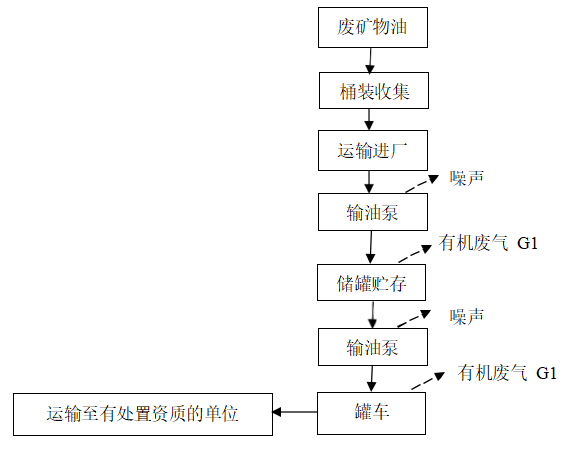 废矿物油
桶装收集
运输进厂
噪声
输油泵
有机废气 G1
储罐贮存
噪声
输油泵
有机废气 G1
运输至有处置资质的单位
罐车